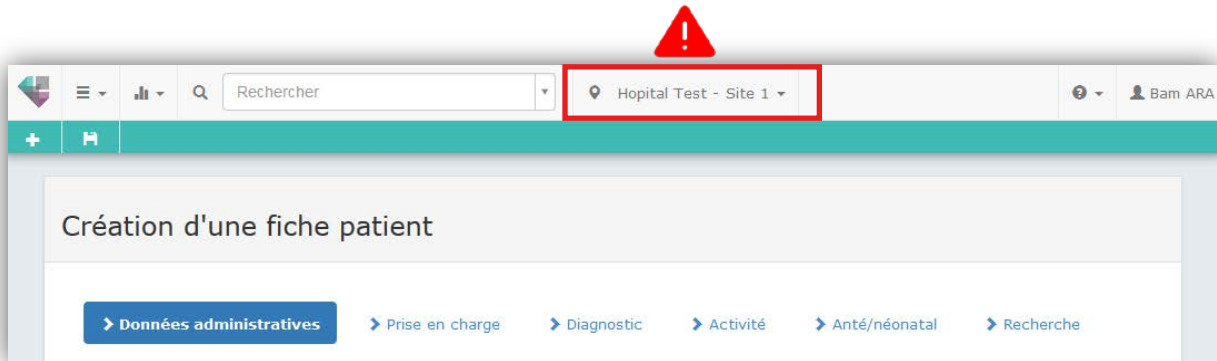 Rechercher
Hopital Test - Site 1
Bam ARA
Création d'une fiche patient
Données administratives
Prise en charge
Diagnostic
Activité
Anté/néonatal
Recherche